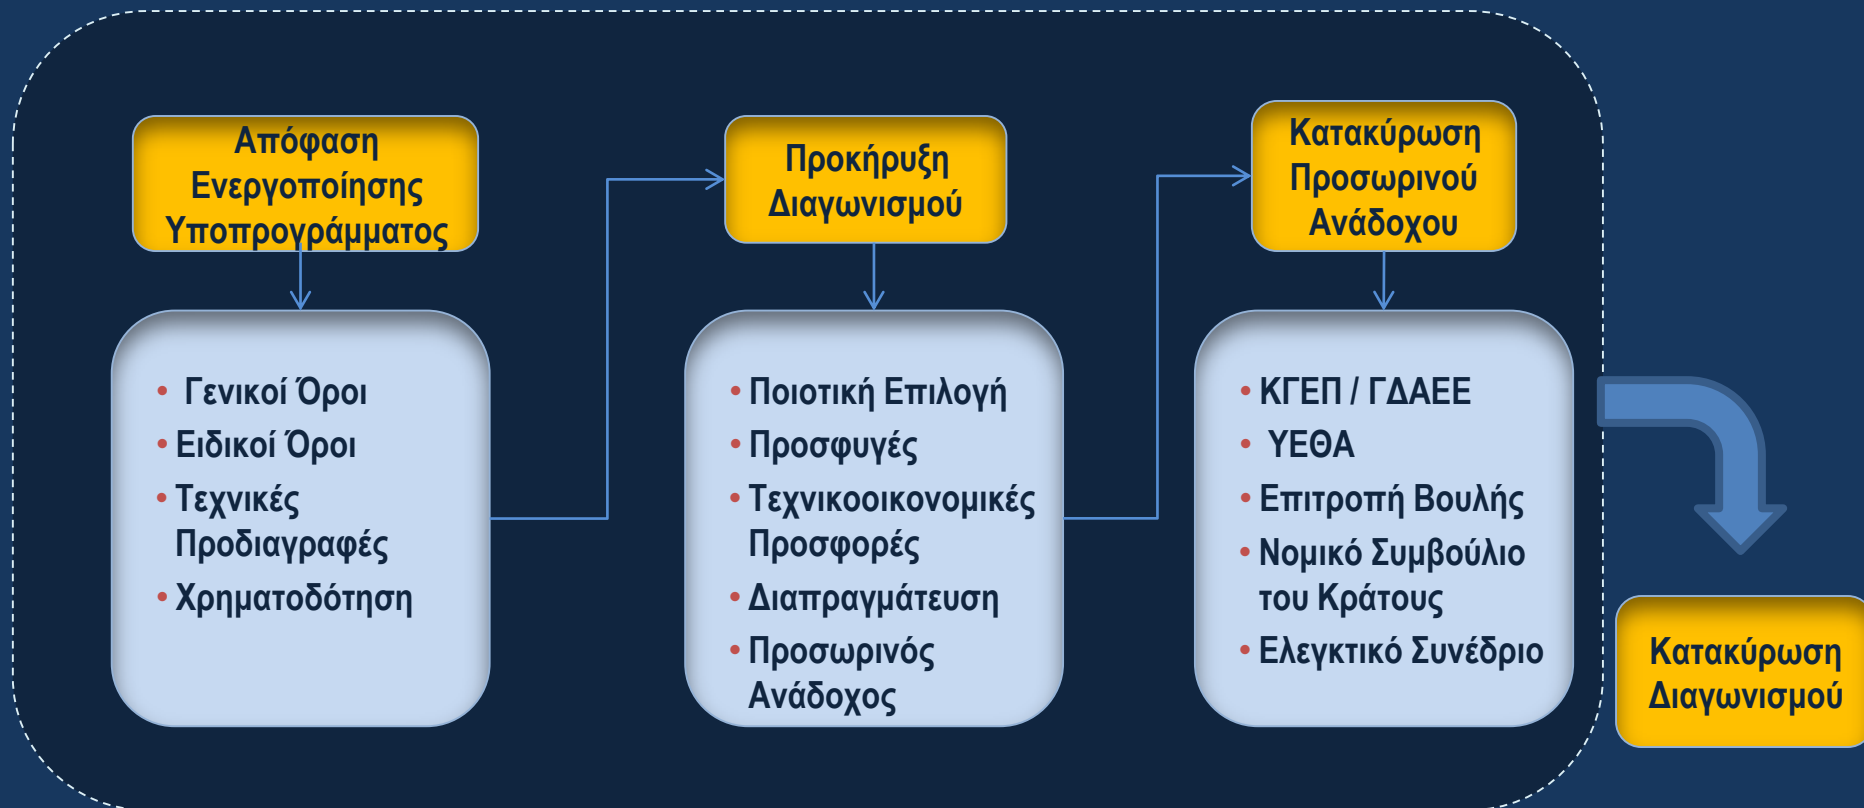 Απόφαση
Ενεργοποίησης
Υποπρογράμματος
• Γενικοί Όροι
• Ειδικοί Όροι
• Τεχνικές
Προδιαγραφές
• Χρηματοδότηση
Προκήρυξη
Διαγωνισμού
• Ποιοτική Επιλογή
• Προσφυγές
• Τεχνικοοικονομικές
Προσφορές
• Διαπραγμάτευση
• Προσωρινός
Ανάδοχος
Κατακύρωση
Προσωρινού
Ανάδοχου
• ΚΓΕΠ / ΓΔΑΕΕ
• ΥΕΘΑ
• Επιτροπή Βουλής
• Νομικό Συμβούλιο
του Κράτους
• Ελεγκτικό Συνέδριο
Κατακύρωση
Διαγωνισμού